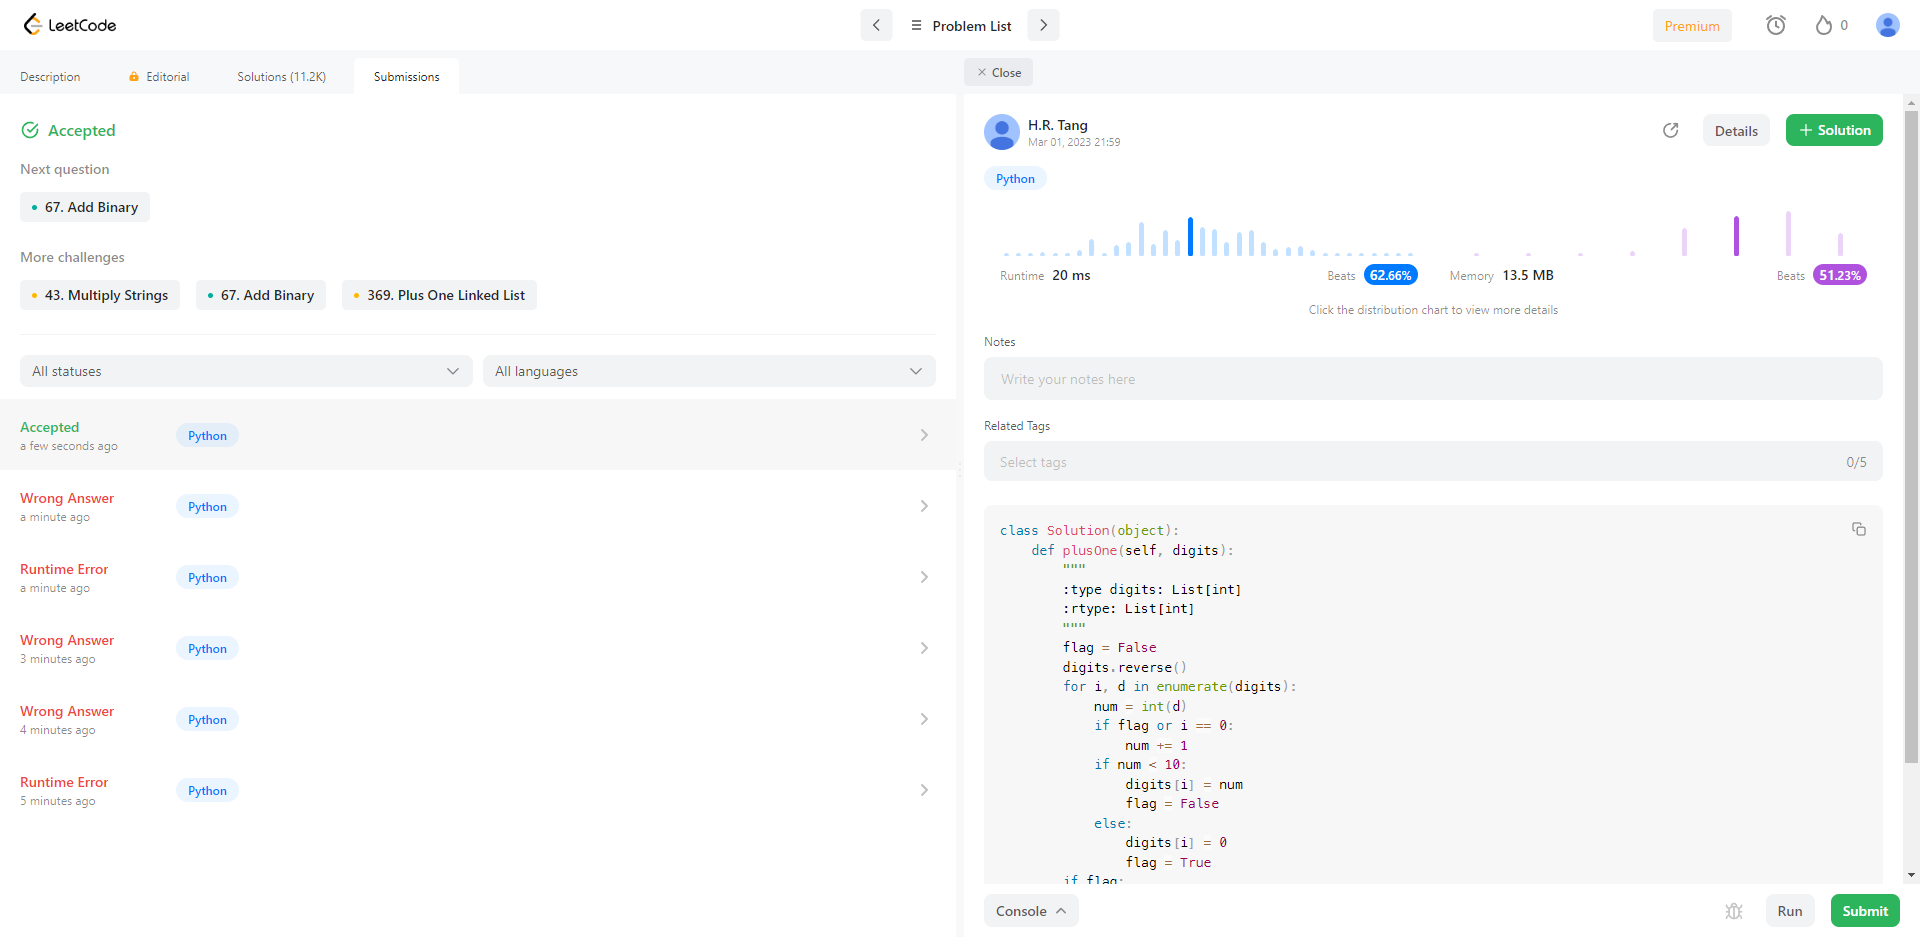 LeetCode
Problem List
Premium
0
Description
Editorial
Solutions (11.2K)
Submissions
Close
Accepted
Next question
67. Add Binary
More challenges
43. Multiply Strings
67. Add Binary
369. Plus One Linked List
All statuses
All languages
Accepted
a few seconds ago
Python
Wrong Answer
a minute ago
Python
Runtime Error
a minute ago
Python
Wrong Answer
3 minutes ago
Python
Wrong Answer
4 minutes ago
Python
Runtime Error
5 minutes ago
Python
H.R. Tang
Mar 01, 2023 21:59
Details
+ Solution
Python
Runtime 20 ms
Beats 62.66%
Memory 13.5 MB
Beats 51.23%
Click the distribution chart to view more details
Notes
Write your notes here
Related Tags
Select tags
0/5
class Solution(object):
    def plusOne(self, digits):
        """
        :type digits: List[int]
        :rtype: List[int]
        """
        flag = False
        digits.reverse()
        for i, d in enumerate(digits):
            num = int(d)
            if flag or i == 0:
                num += 1
            if num < 10:
                digits[i] = num
                flag = False
            else:
                digits[i] = 0
                flag = True
        if flag:
Console
Run
Submit